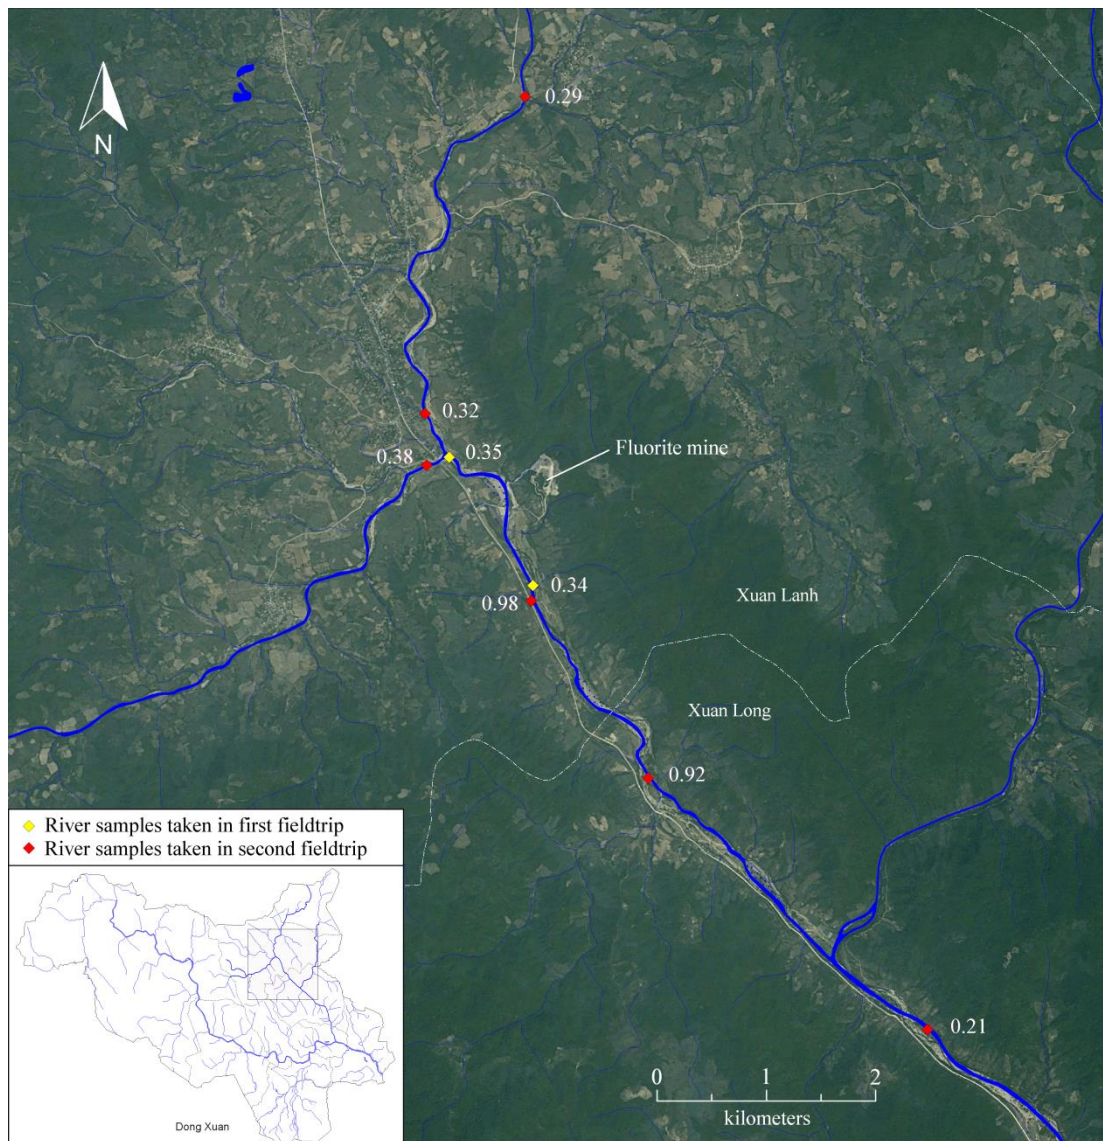 0.29
N
0.32
0.35
0.38
Fluorite mine
0.34
0.98
Xuan Lanh
Xuan Long
0.92
River samples taken in first fieldtrip
River samples taken in second fieldtrip
0.21
0 1 2
kilometers
Dong Xuan